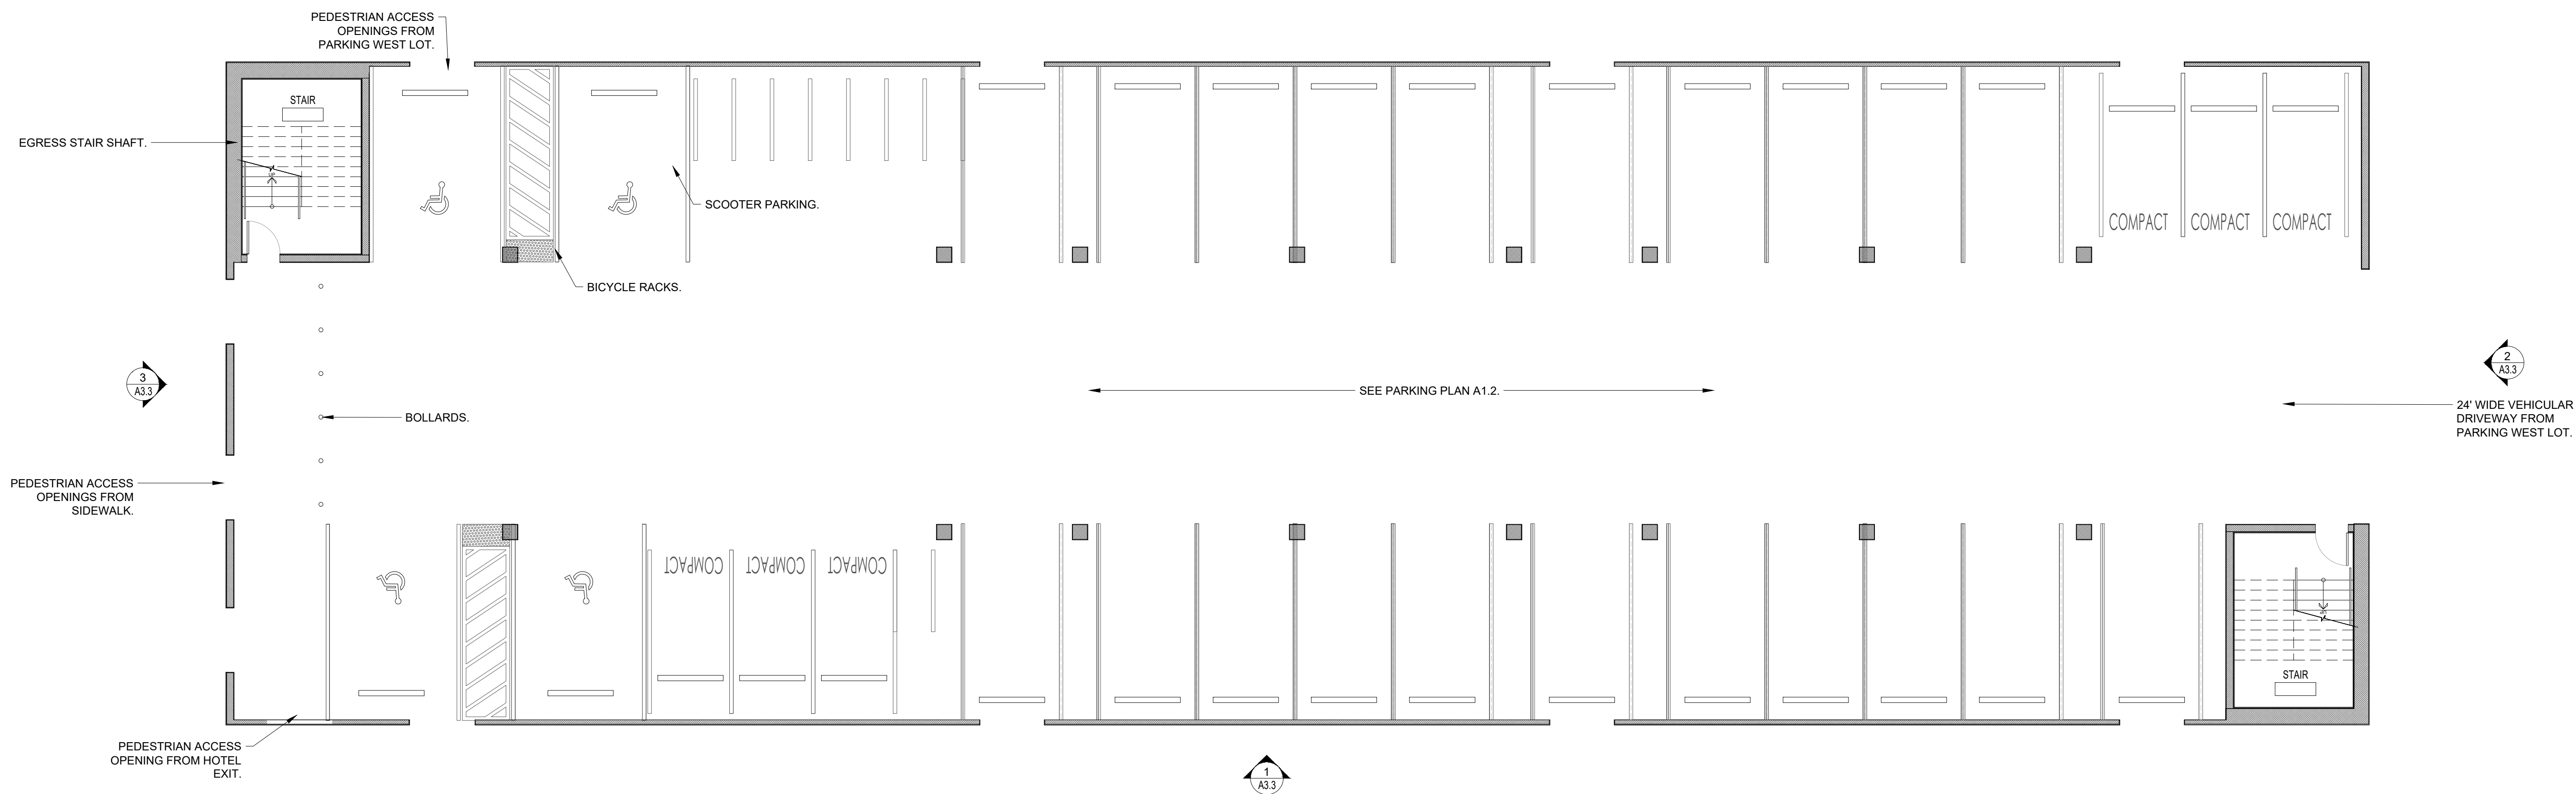 PEDESTRIAN ACCESS
OPENINGS FROM
PARKING WEST LOT.
STAIR
EGRESS STAIR SHAFT.
UP
SCOOTER PARKING.
COMPACT
COMPACT
COMPACT
BICYCLE RACKS.
3
A3.3
2
A3.3
SEE PARKING PLAN A1.2.
BOLLARDS.
24' WIDE VEHICULAR
DRIVEWAY FROM
PARKING WEST LOT.
PEDESTRIAN ACCESS
OPENINGS FROM
SIDEWALK.
COMPACT
COMPACT
COMPACT
UP
STAIR
PEDESTRIAN ACCESS
OPENING FROM HOTEL
EXIT.
1
A3.3